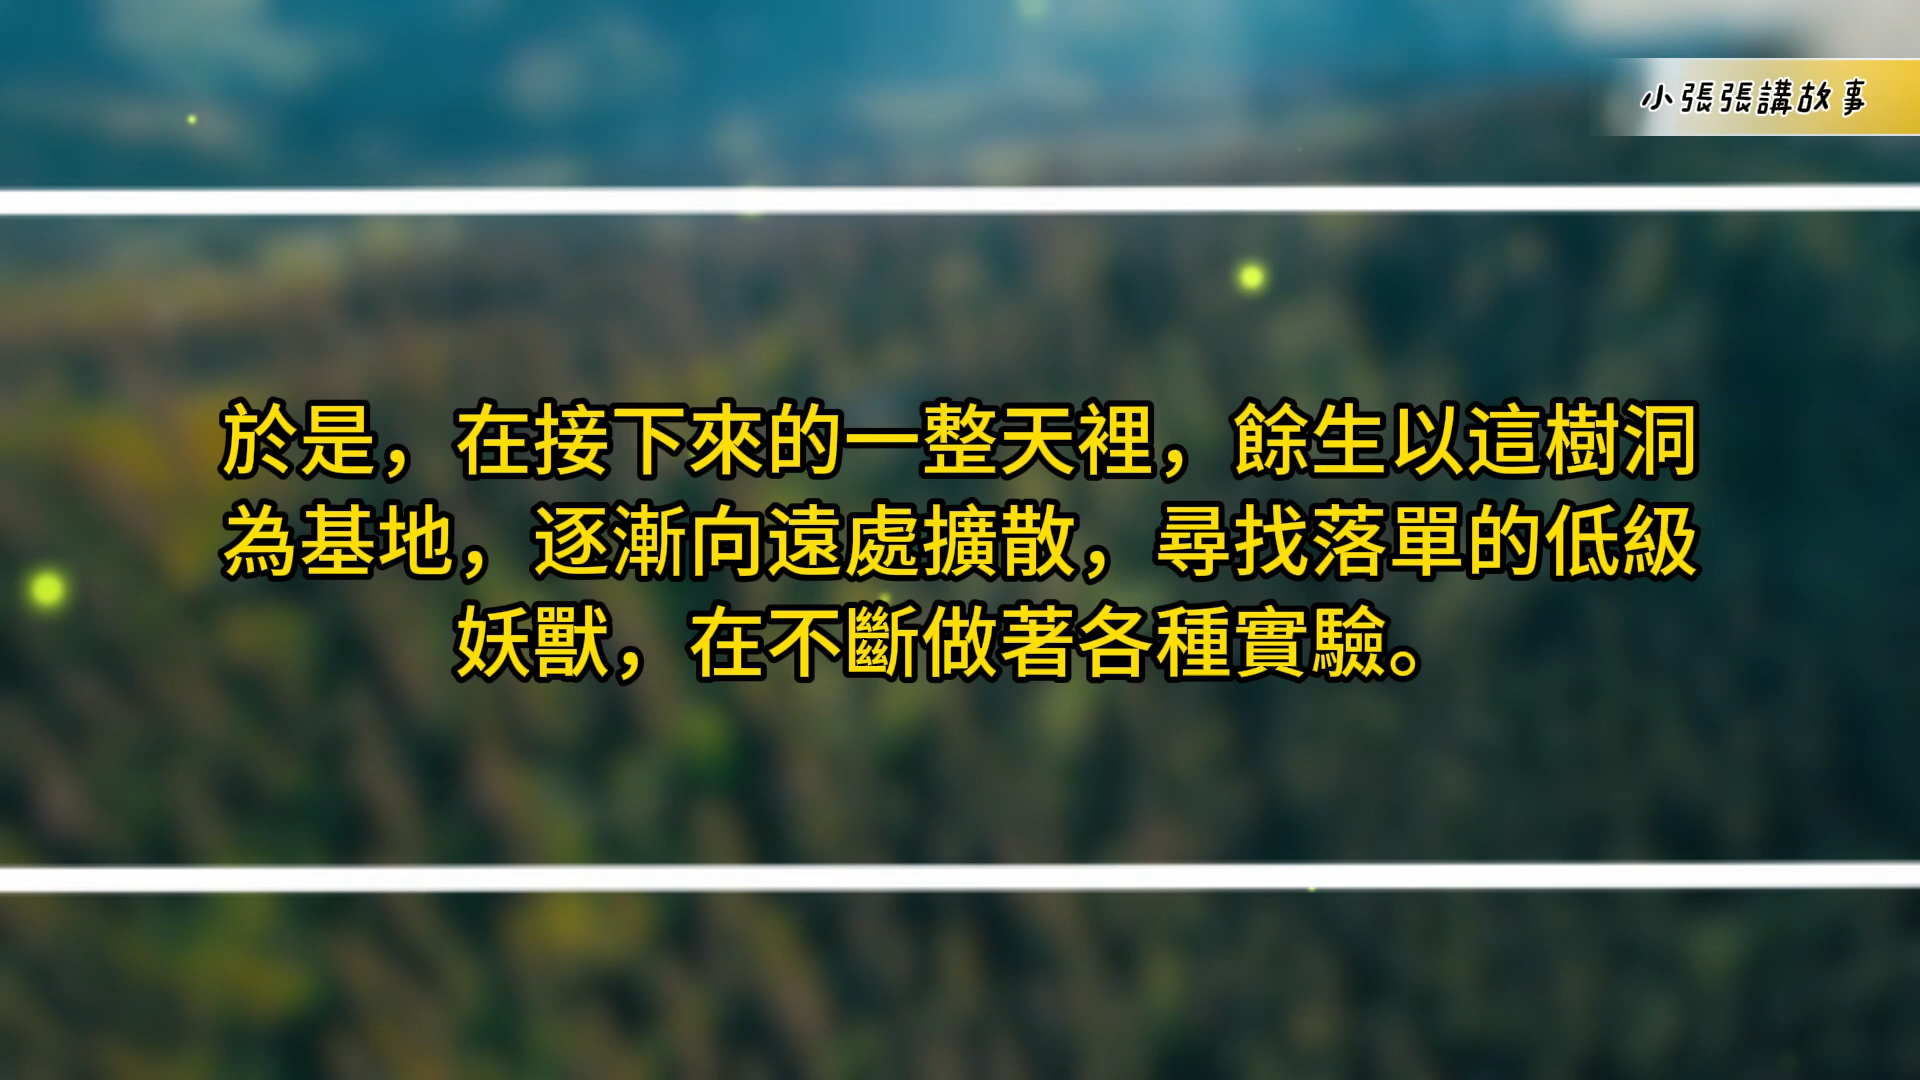 小張張講故事
於是，在接下來的一整天裡，餘生以這樹洞
為基地，逐漸向遠處擴散，尋找落單的低級
妖獸，在不斷做著各種實驗。